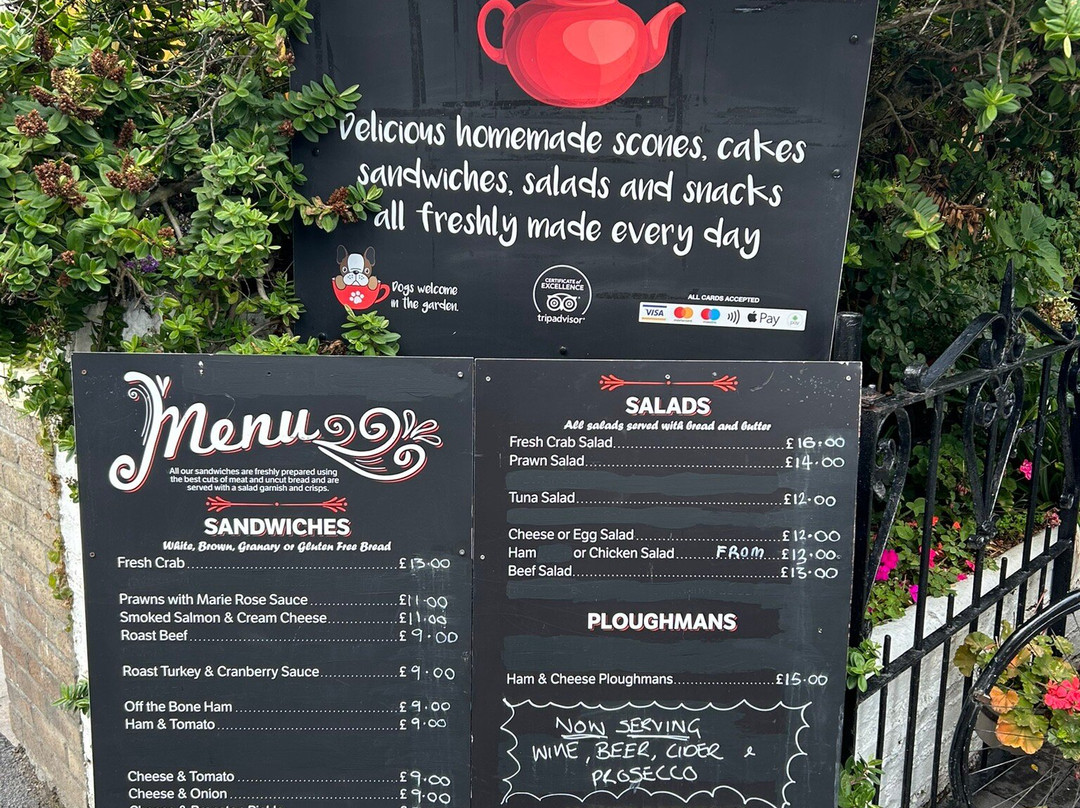 Delicious homemade scones, cakes
sandwiches, salads and snacks
all freshly made every day
Dogs welcome
in the garden.
CERTIFICATE of
EXCELLENCE
tripadvisor
ALL CARDS ACCEPTED
VISA
Pay
Menu
All our sandwiches are freshly prepared using
the best cuts of meat and uncut bread and are
served with a salad garnish and crisps.
SANDWICHES
White, Brown, Granary or Gluten Free Bread
Fresh Crab £13.00
Prawns with Marie Rose Sauce £11.00
Smoked Salmon & Cream Cheese £11.00
Roast Beef £9.00
Roast Turkey & Cranberry Sauce £9.00
Off the Bone Ham £9.00
Ham & Tomato £9.00
Cheese & Tomato £9.00
Cheese & Onion £9.00
SALADS
All salads served with bread and butter
Fresh Crab Salad £16.00
Prawn Salad £14.00
Tuna Salad £12.00
Cheese or Egg Salad £12.00
Ham or Chicken Salad FROM £12.00
Beef Salad £13.00
PLOUGHMANS
Ham & Cheese Ploughmans £15.00
NOW SERVING
WINE, BEER, CIDER &
PROSECCO